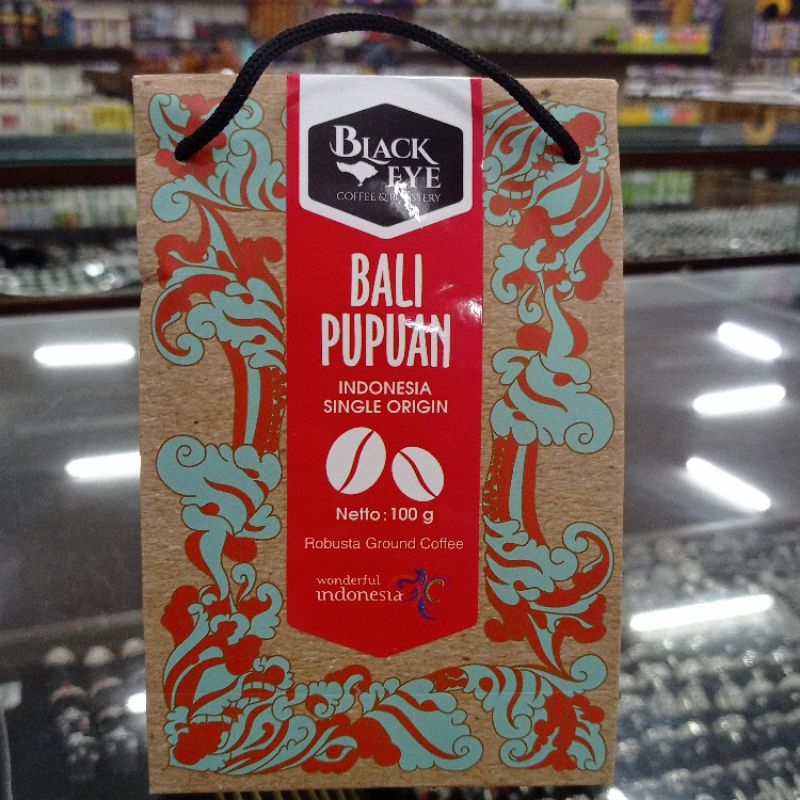 BLACK
EYE
COFFEE & ROASTERY
BALI
PUPUAN
INDONESIA
SINGLE ORIGIN
Netto : 100 g
Robusta Ground Coffee
wonderful
indonesia